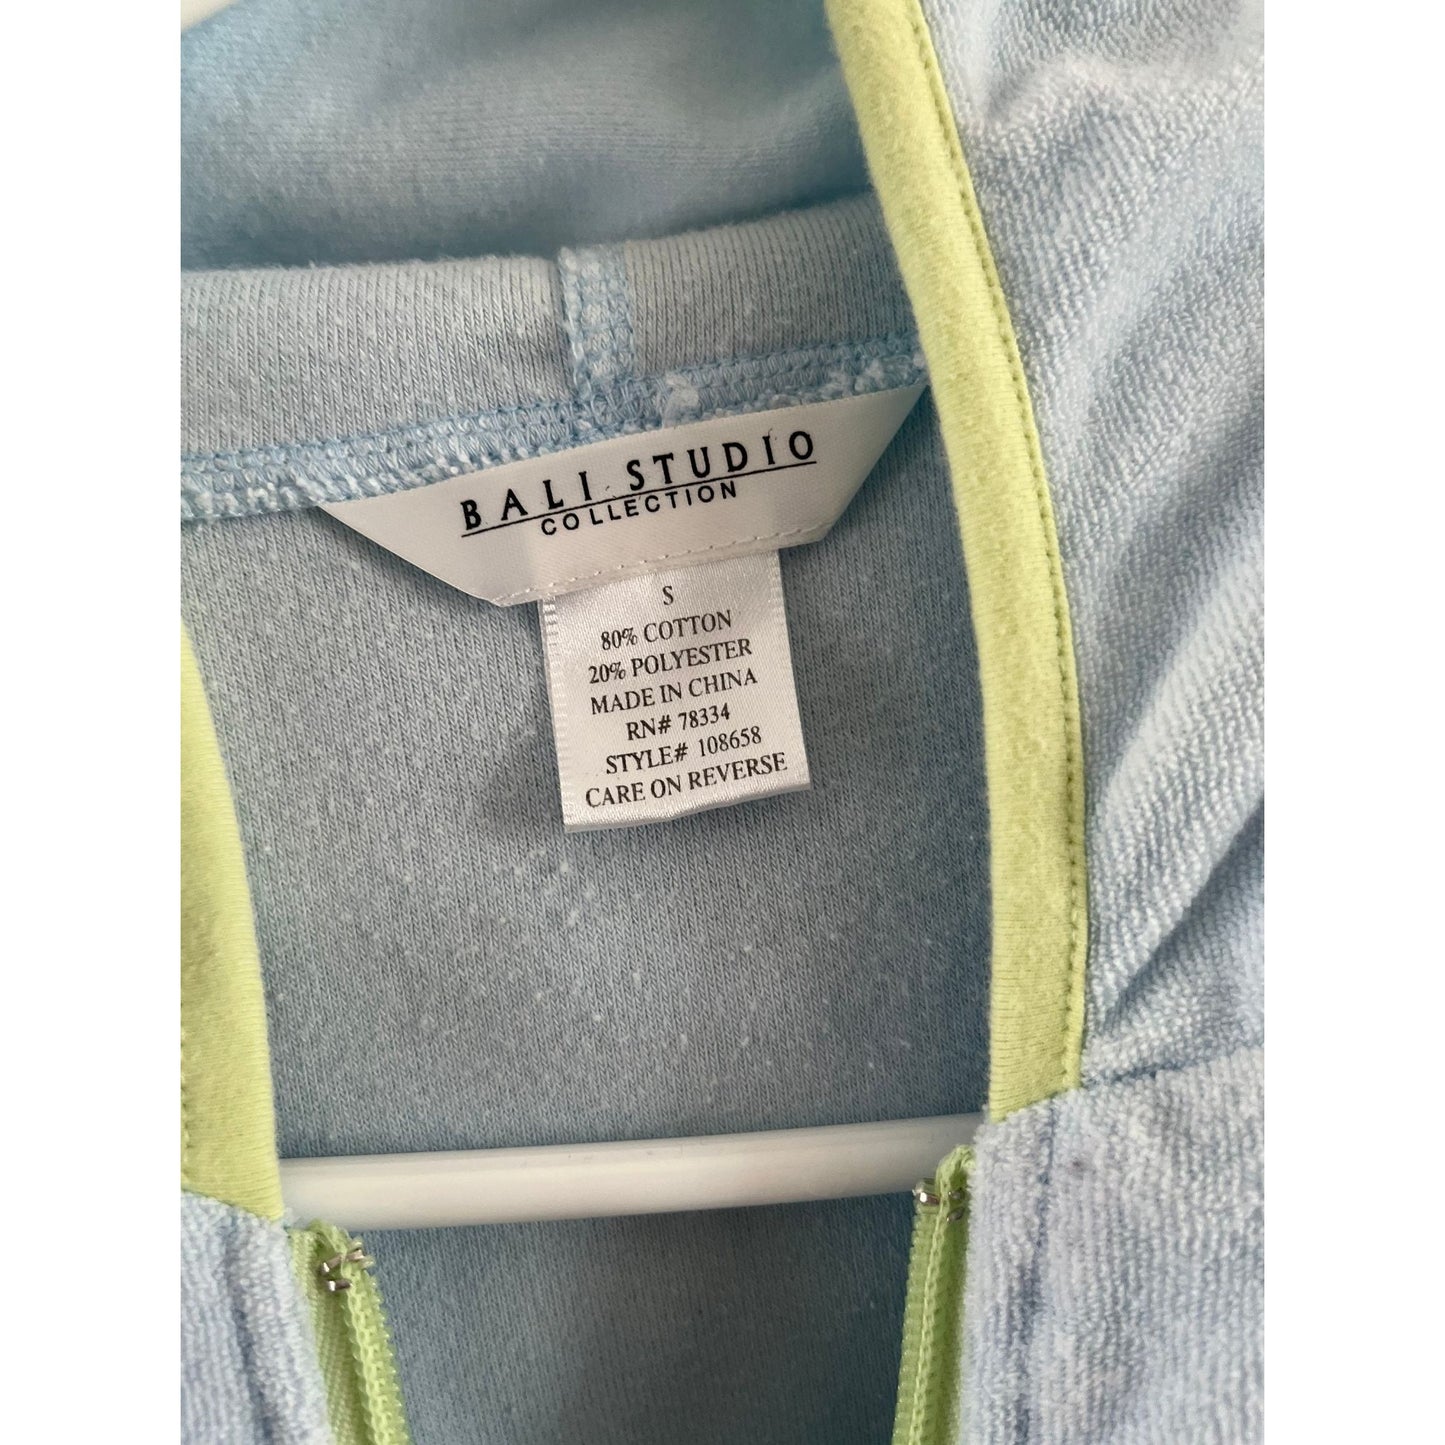 BALI STUDIO
COLLECTION
S
80% COTTON
20% POLYESTER
MADE IN CHINA
RN# 78334
STYLE# 108658
CARE ON REVERSE